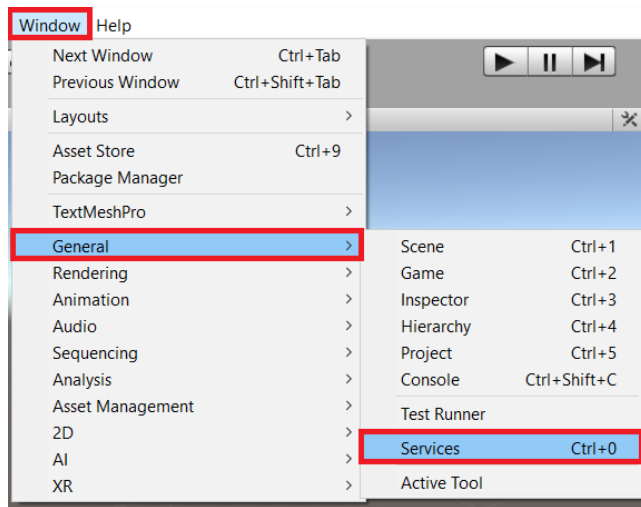 Window Help
Next Window Ctrl+Tab
Previous Window Ctrl+Shift+Tab
Layouts
Asset Store Ctrl+9
Package Manager
TextMeshPro
General
Rendering
Animation
Audio
Sequencing
Analysis
Asset Management
2D
AI
XR
Scene Ctrl+1
Game Ctrl+2
Inspector Ctrl+3
Hierarchy Ctrl+4
Project Ctrl+5
Console Ctrl+Shift+C
Test Runner
Services Ctrl+0
Active Tool